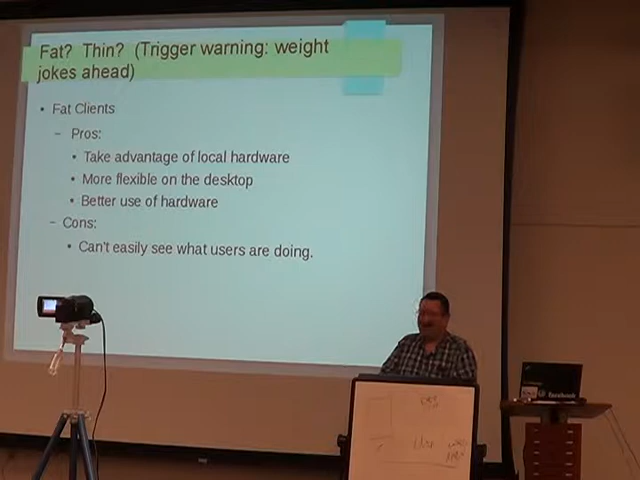 Fat? Thin? (Trigger warning: weight
jokes ahead)
• Fat Clients
– Pros:
• Take advantage of local hardware
• More flexible on the desktop
• Better use of hardware
– Cons:
• Can't easily see what users are doing.
facebook